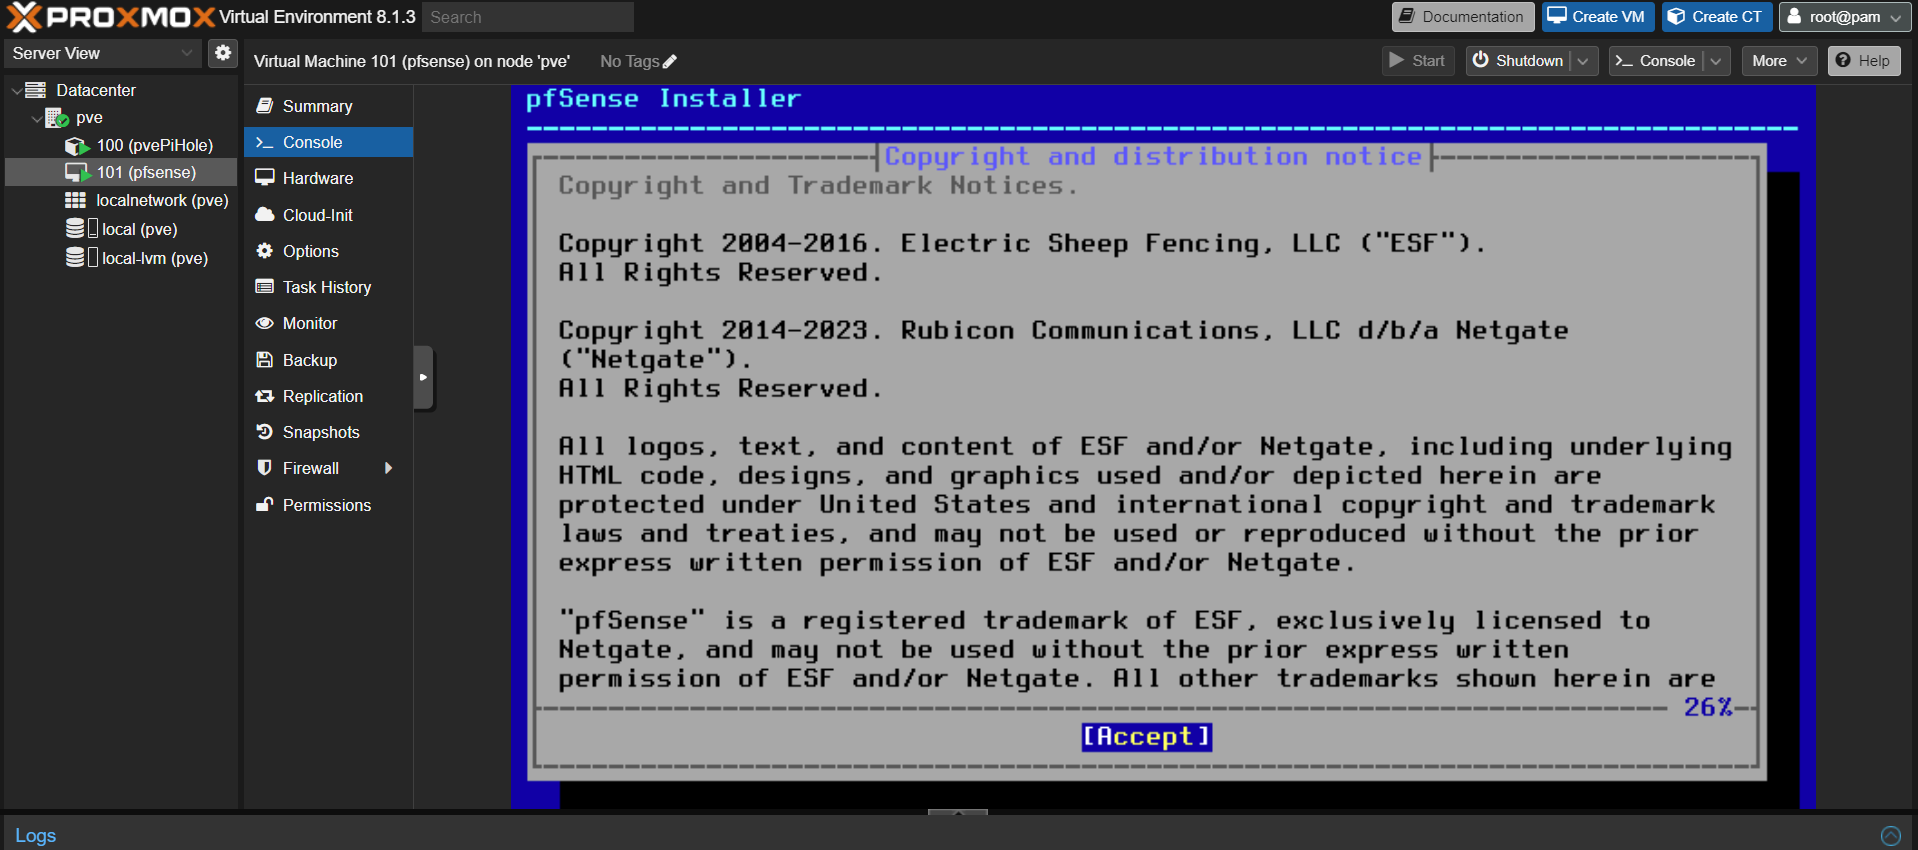 PROXMOX Virtual Environment 8.1.3 Search
Documentation Create VM Create CT root@pam
Server View
Virtual Machine 101 (pfsense) on node 'pve' No Tags
Start Shutdown Console More Help
Datacenter
pve
100 (pvePiHole)
101 (pfsense)
localnetwork (pve)
local (pve)
local-lvm (pve)
Summary
Console
Hardware
Cloud-Init
Options
Task History
Monitor
Backup
Replication
Snapshots
Firewall
Permissions
pfSense Installer
Copyright and distribution notice
Copyright and Trademark Notices.
Copyright 2004-2016. Electric Sheep Fencing, LLC ("ESF").
All Rights Reserved.
Copyright 2014-2023. Rubicon Communications, LLC d/b/a Netgate
("Netgate").
All Rights Reserved.
All logos, text, and content of ESF and/or Netgate, including underlying
HTML code, designs, and graphics used and/or depicted herein are
protected under United States and international copyright and trademark
laws and treaties, and may not be used or reproduced without the prior
express written permission of ESF and/or Netgate.
"pfSense" is a registered trademark of ESF, exclusively licensed to
Netgate, and may not be used without the prior express written
permission of ESF and/or Netgate. All other trademarks shown herein are
26%
[Accept]
Logs